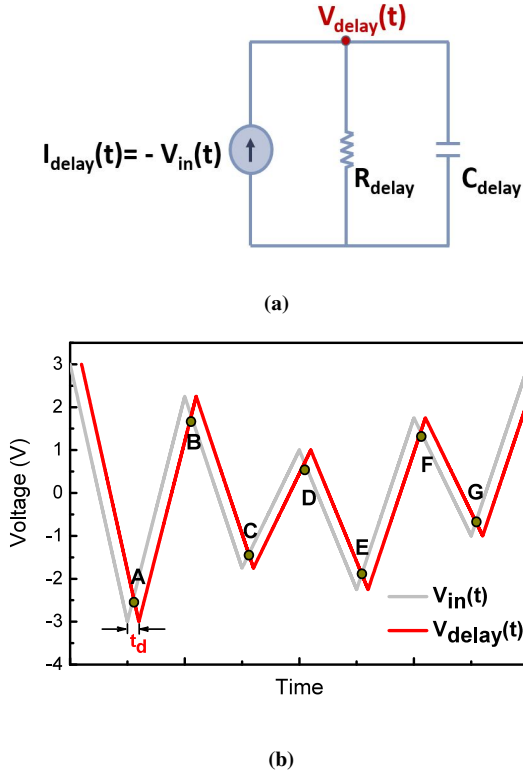 V_delay(t)
I_delay(t)= - V_in(t)
R_delay
C_delay
(a)
3
2
1
0
-1
-2
-3
-4
Voltage (V)
A
B
C
D
E
F
G
t_d
V_in(t)
V_delay(t)
Time
(b)